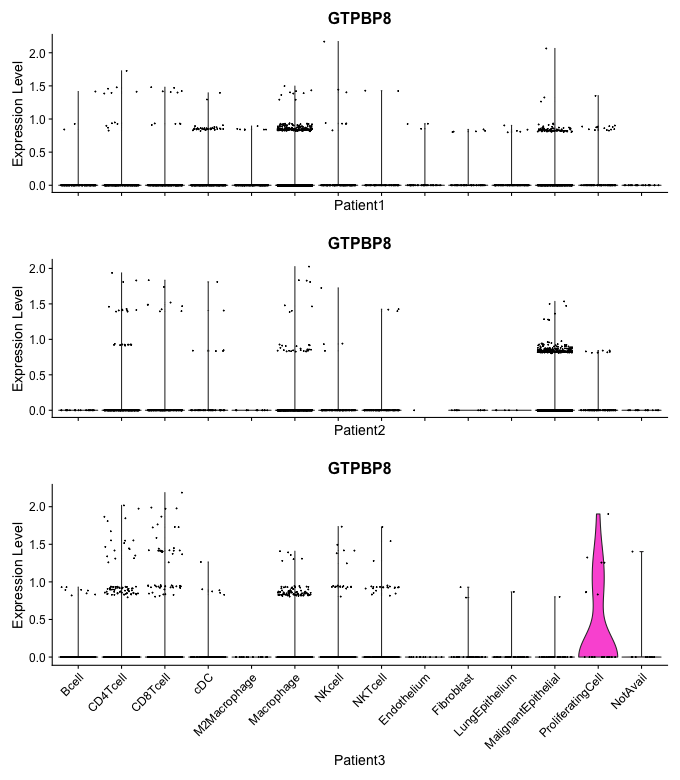 GTPBP8
Expression Level
2.0
1.5
1.0
0.5
0.0
Patient1
GTPBP8
Expression Level
2.0
1.5
1.0
0.5
0.0
Patient2
GTPBP8
Expression Level
2.0
1.5
1.0
0.5
0.0
Bcell
CD4Tcell
CD8Tcell
cDC
M2Macrophage
Macrophage
NKcell
NKTcell
Endothelium
Fibroblast
LungEpithelium
MalignantEpithelial
ProliferatingCell
NotAvail
Patient3